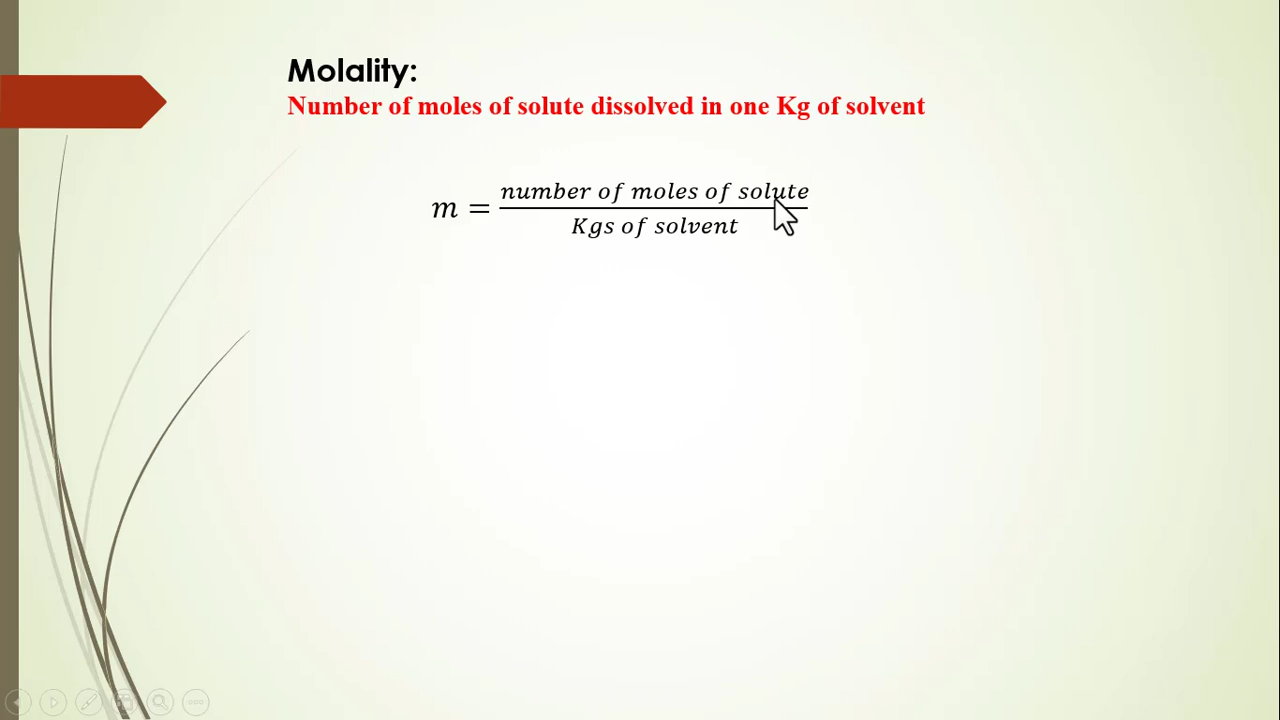 Molality:
Number of moles of solute dissolved in one Kg of solvent
m = number of moles of solute
Kgs of solvent